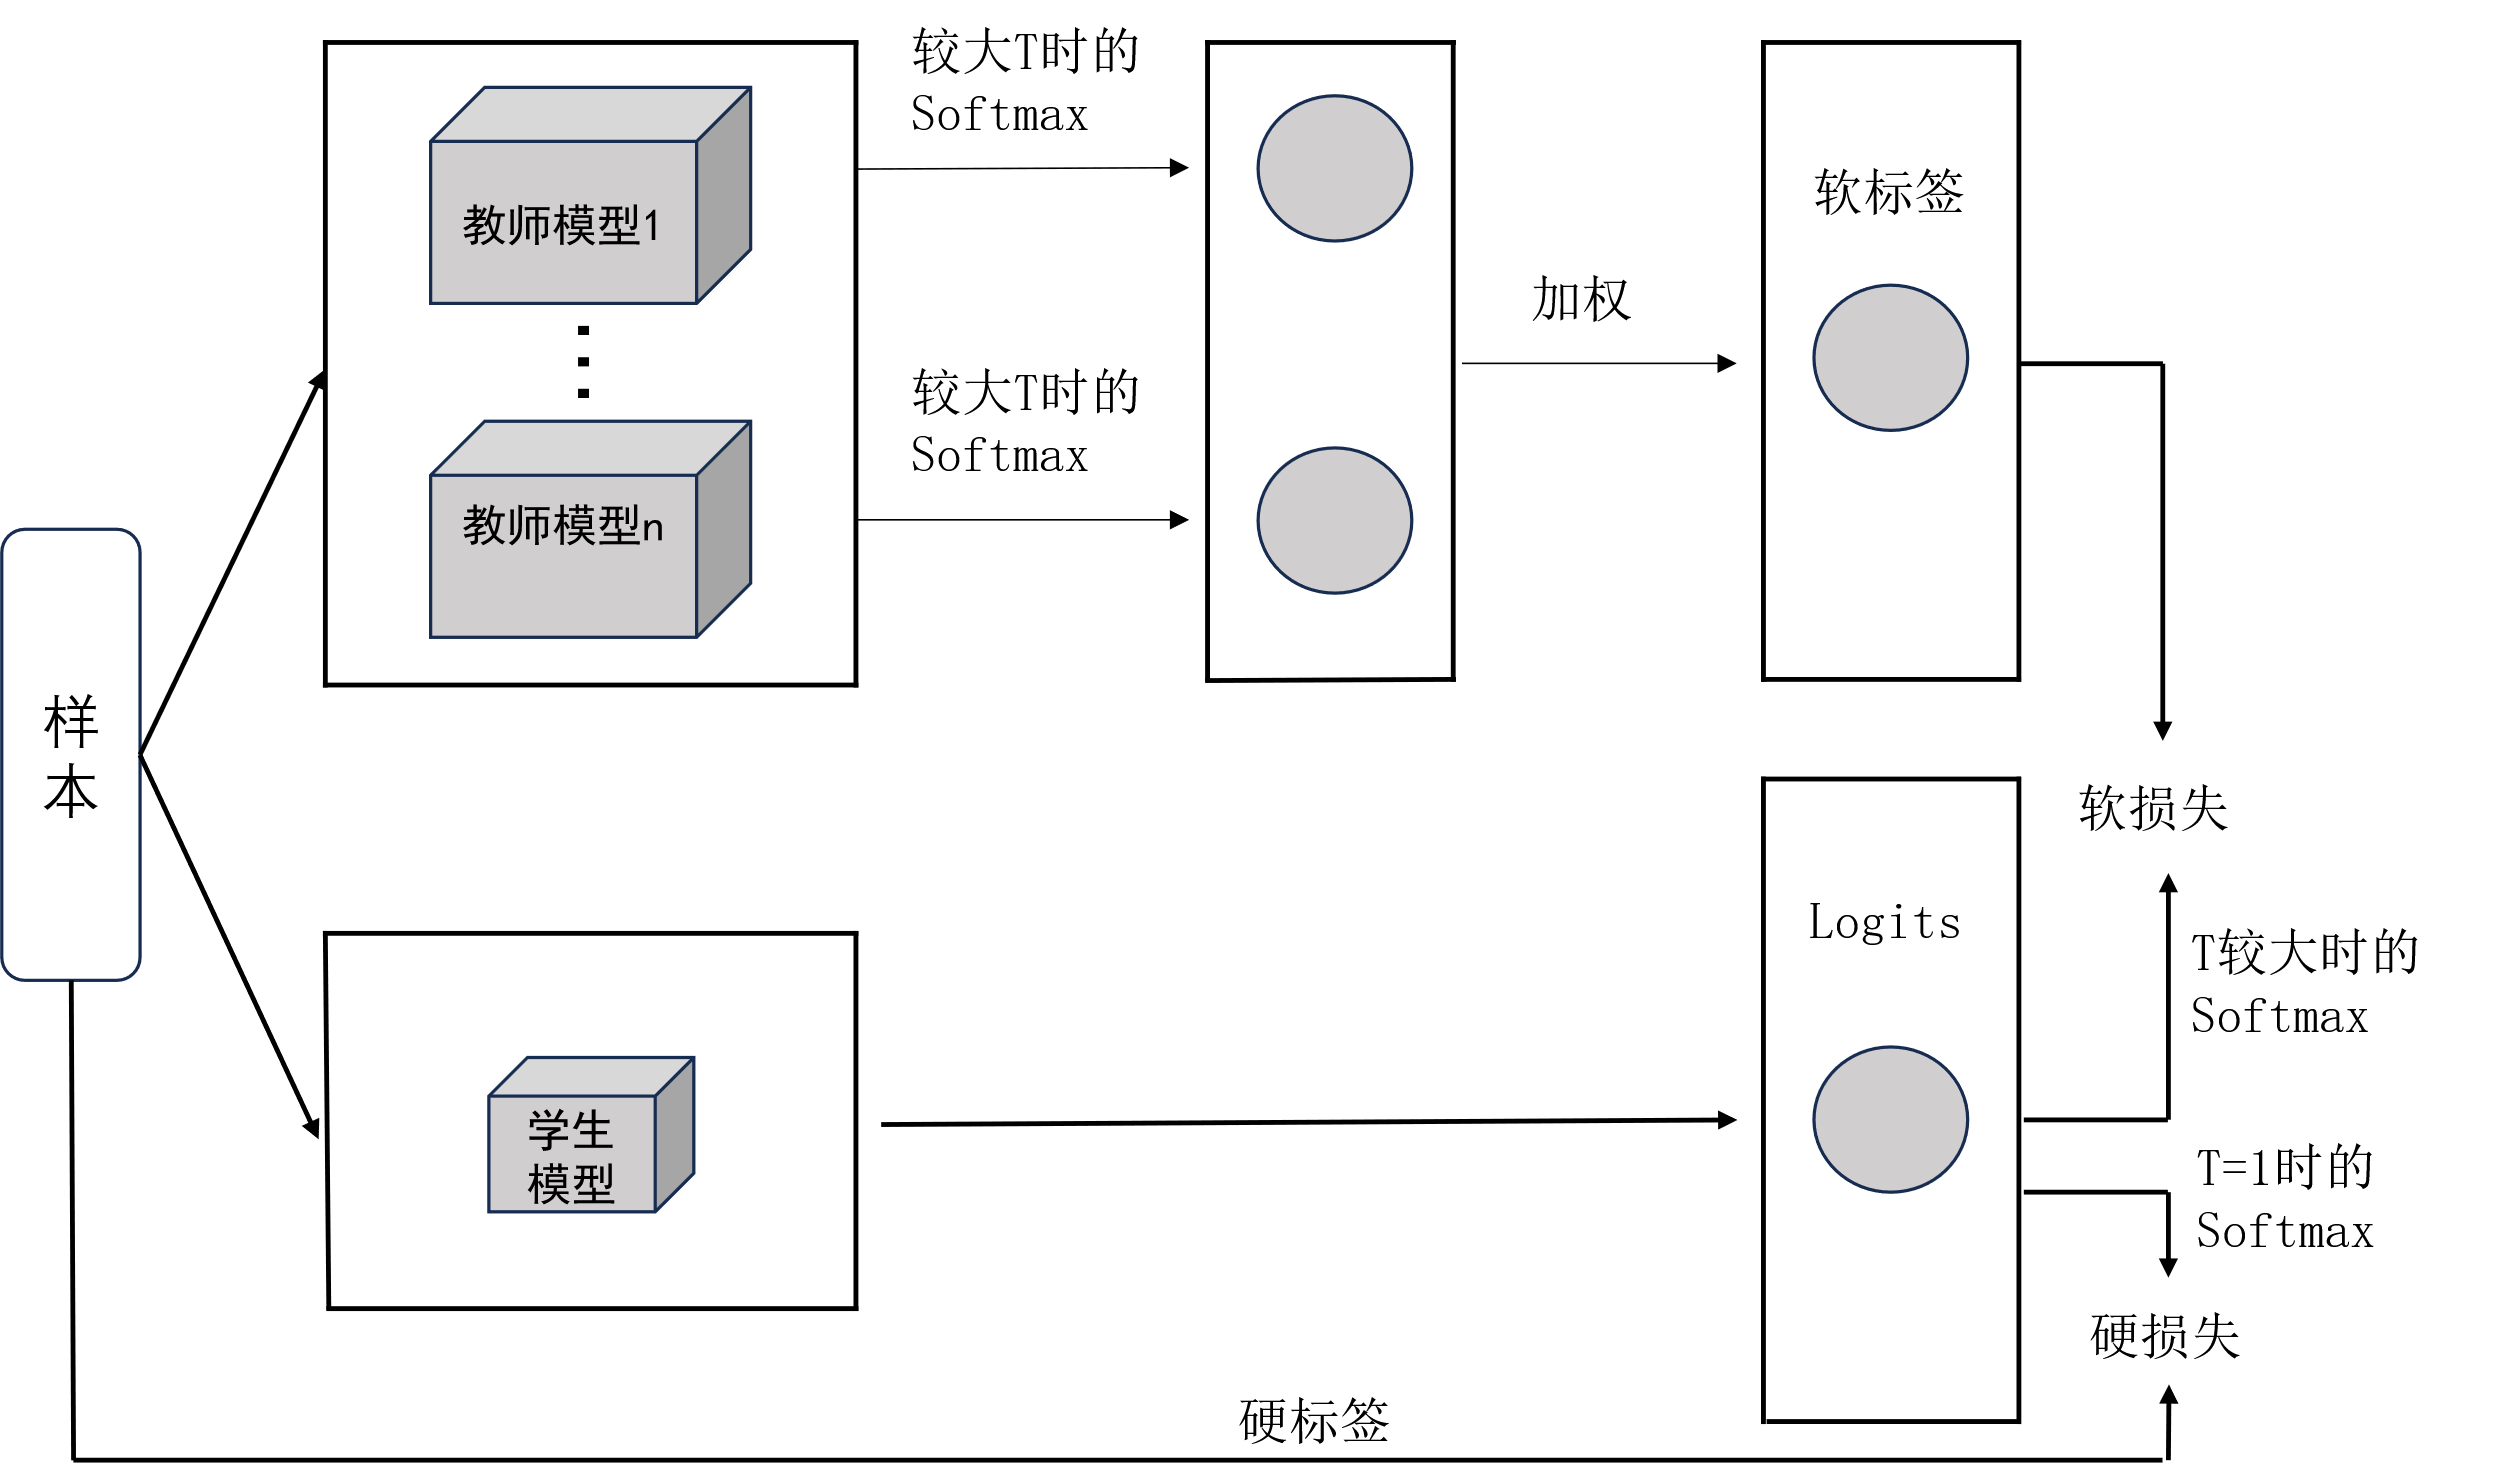 较大T时的
Softmax
教师模型1
软标签
加权
较大T时的
Softmax
教师模型n
样
本
软损失
Logits
T较大时的
Softmax
学生
模型
T=1时的
Softmax
硬损失
硬标签